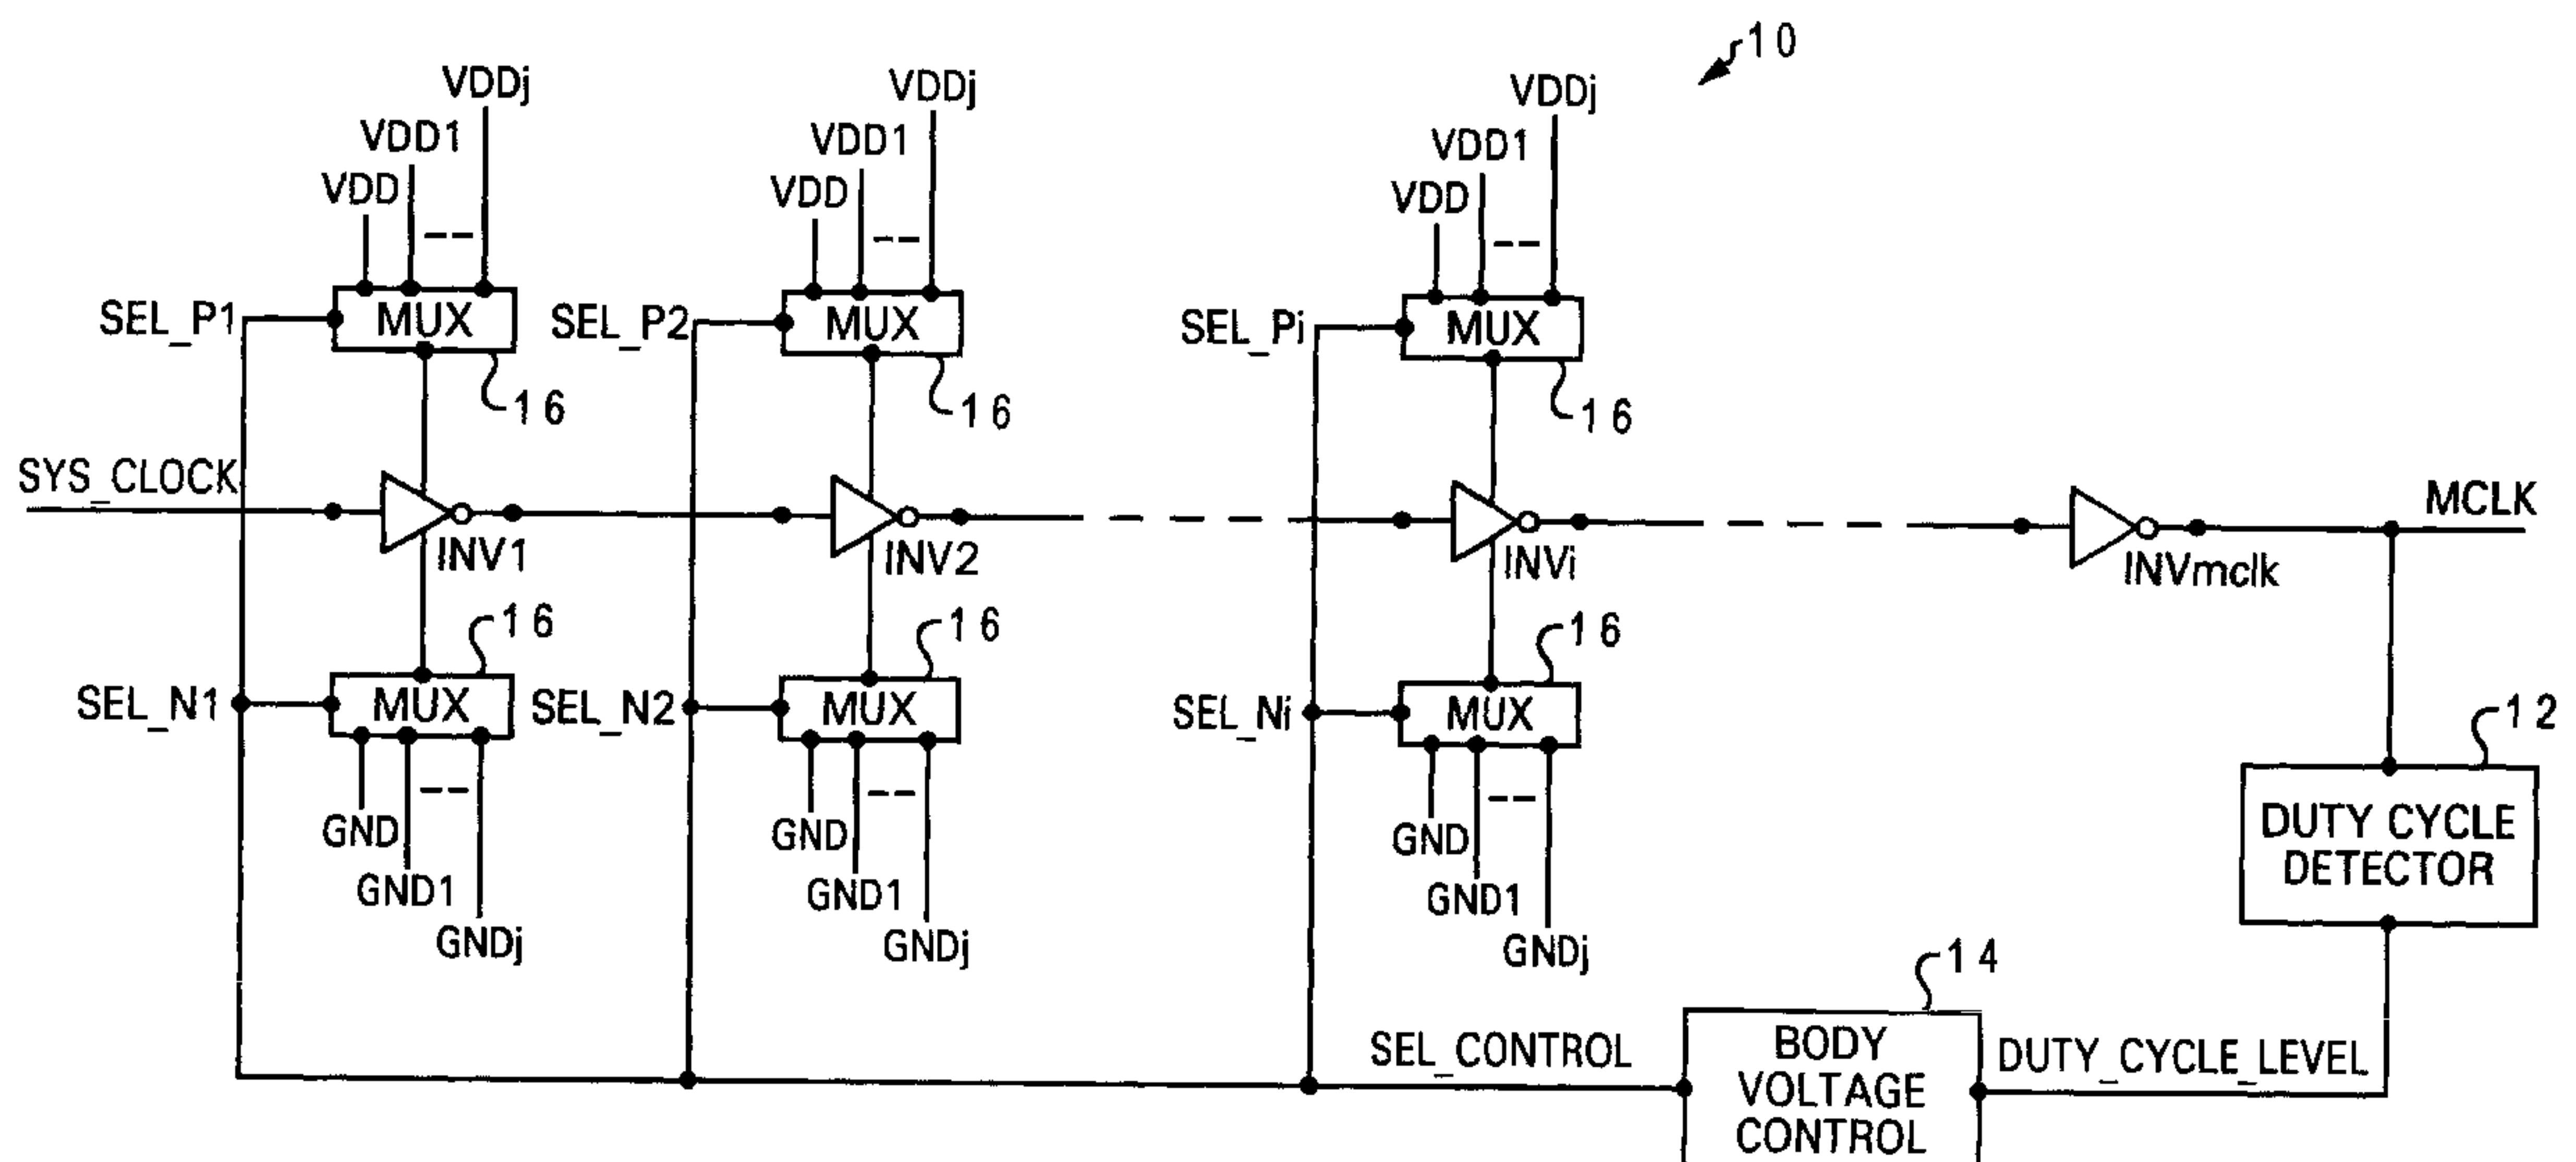 10
VDDj
VDD1
VDD
VDDj
VDD1
VDD
VDDj
VDD1
VDD
SEL_P1
MUX
SEL_P2
MUX
SEL_Pi
MUX
16
16
16
SYS_CLOCK
INV1
INV2
INVi
INVmclk
MCLK
16
16
16
SEL_N1
MUX
SEL_N2
MUX
SEL_Ni
MUX
12
GND
GND1
GNDj
GND
GND1
GNDj
GND
GND1
GNDj
DUTY CYCLE
DETECTOR
14
SEL_CONTROL
BODY
VOLTAGE
CONTROL
DUTY_CYCLE_LEVEL